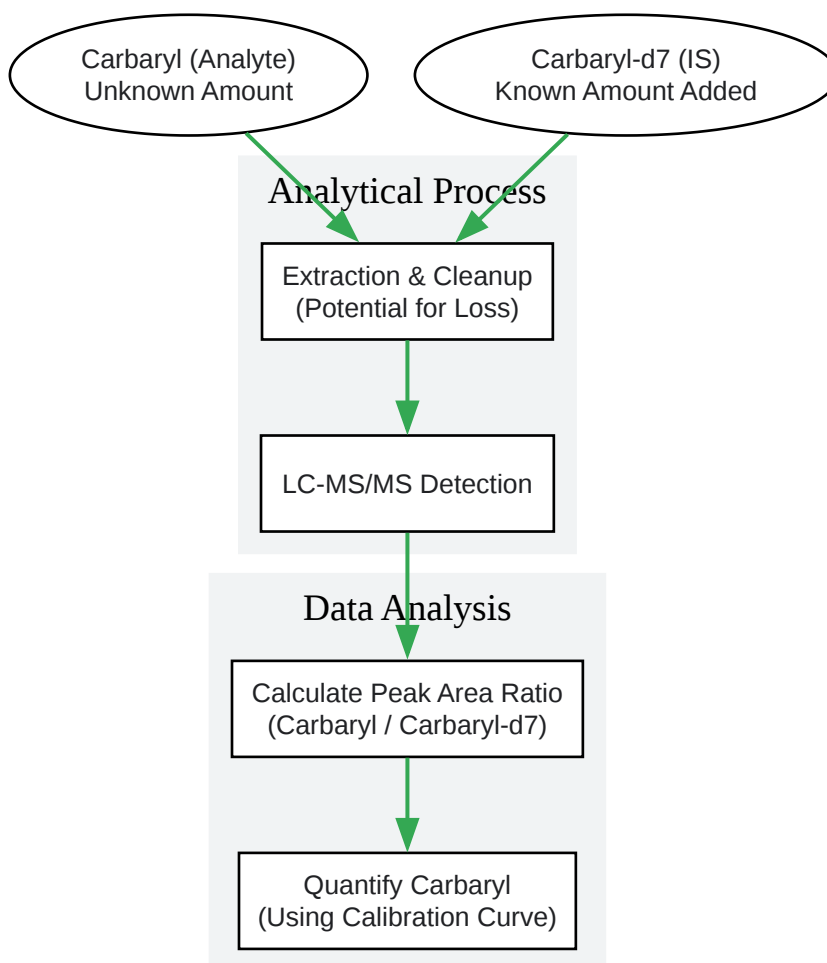 Carbaryl (Analyte)
Unknown Amount
Carbaryl-d7 (IS)
Known Amount Added
Analytical Process
Extraction & Cleanup
(Potential for Loss)
LC-MS/MS Detection
Data Analysis
Calculate Peak Area Ratio
(Carbaryl / Carbaryl-d7)
Quantify Carbaryl
(Using Calibration Curve)